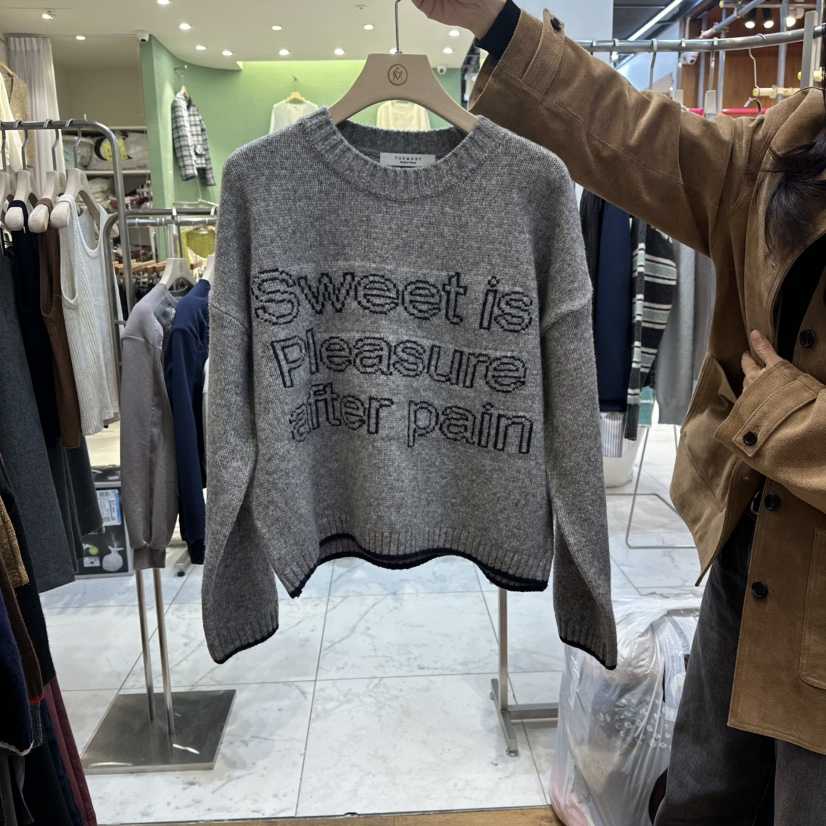 Sweet is
Pleasure
after pain